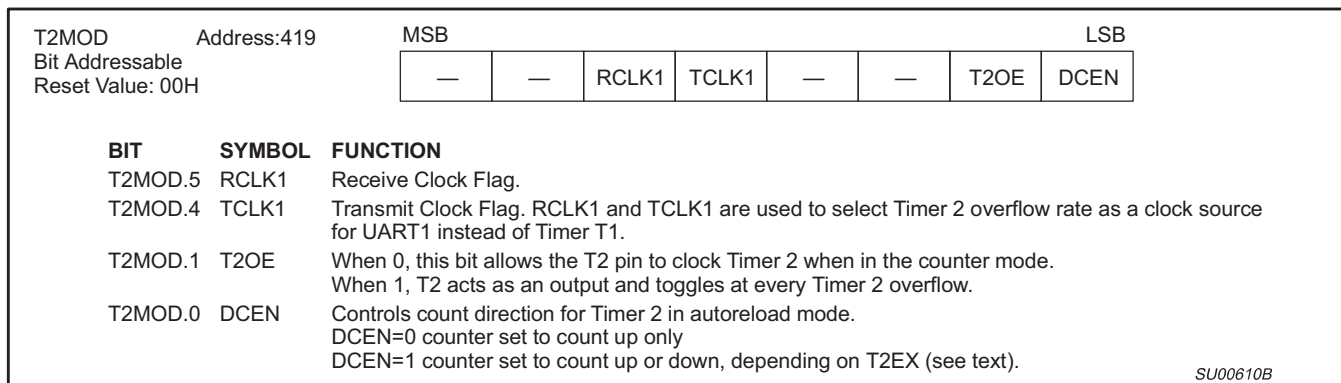 T2MOD Address:419 MSB LSB
Bit Addressable
Reset Value: 00H
— — RCLK1 TCLK1 — — T2OE DCEN
BIT SYMBOL FUNCTION
T2MOD.5 RCLK1 Receive Clock Flag.
T2MOD.4 TCLK1 Transmit Clock Flag. RCLK1 and TCLK1 are used to select Timer 2 overflow rate as a clock source
for UART1 instead of Timer T1.
T2MOD.1 T2OE When 0, this bit allows the T2 pin to clock Timer 2 when in the counter mode.
When 1, T2 acts as an output and toggles at every Timer 2 overflow.
T2MOD.0 DCEN Controls count direction for Timer 2 in autoreload mode.
DCEN=0 counter set to count up only
DCEN=1 counter set to count up or down, depending on T2EX (see text).
SU00610B